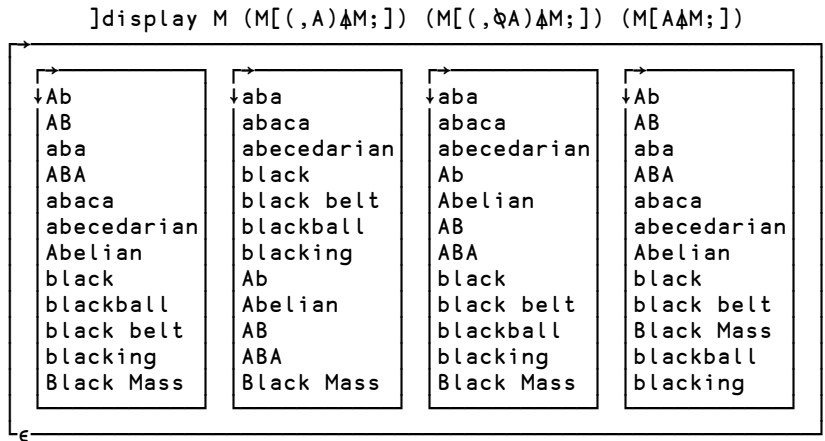 ]display M (M[(,A)⍋M;]) (M[(,⍉A)⍋M;]) (M[A⍋M;])
Ab aba aba Ab
AB abaca abaca AB
aba abecedarian abecedarian aba
ABA black Ab ABA
abaca black belt Abelian abaca
abecedarian blackball AB abecedarian
Abelian blacking ABA Abelian
black Ab black black
blackball Abelian black belt black belt
black belt AB blackball Black Mass
blacking ABA blacking blackball
Black Mass Black Mass Black Mass blacking